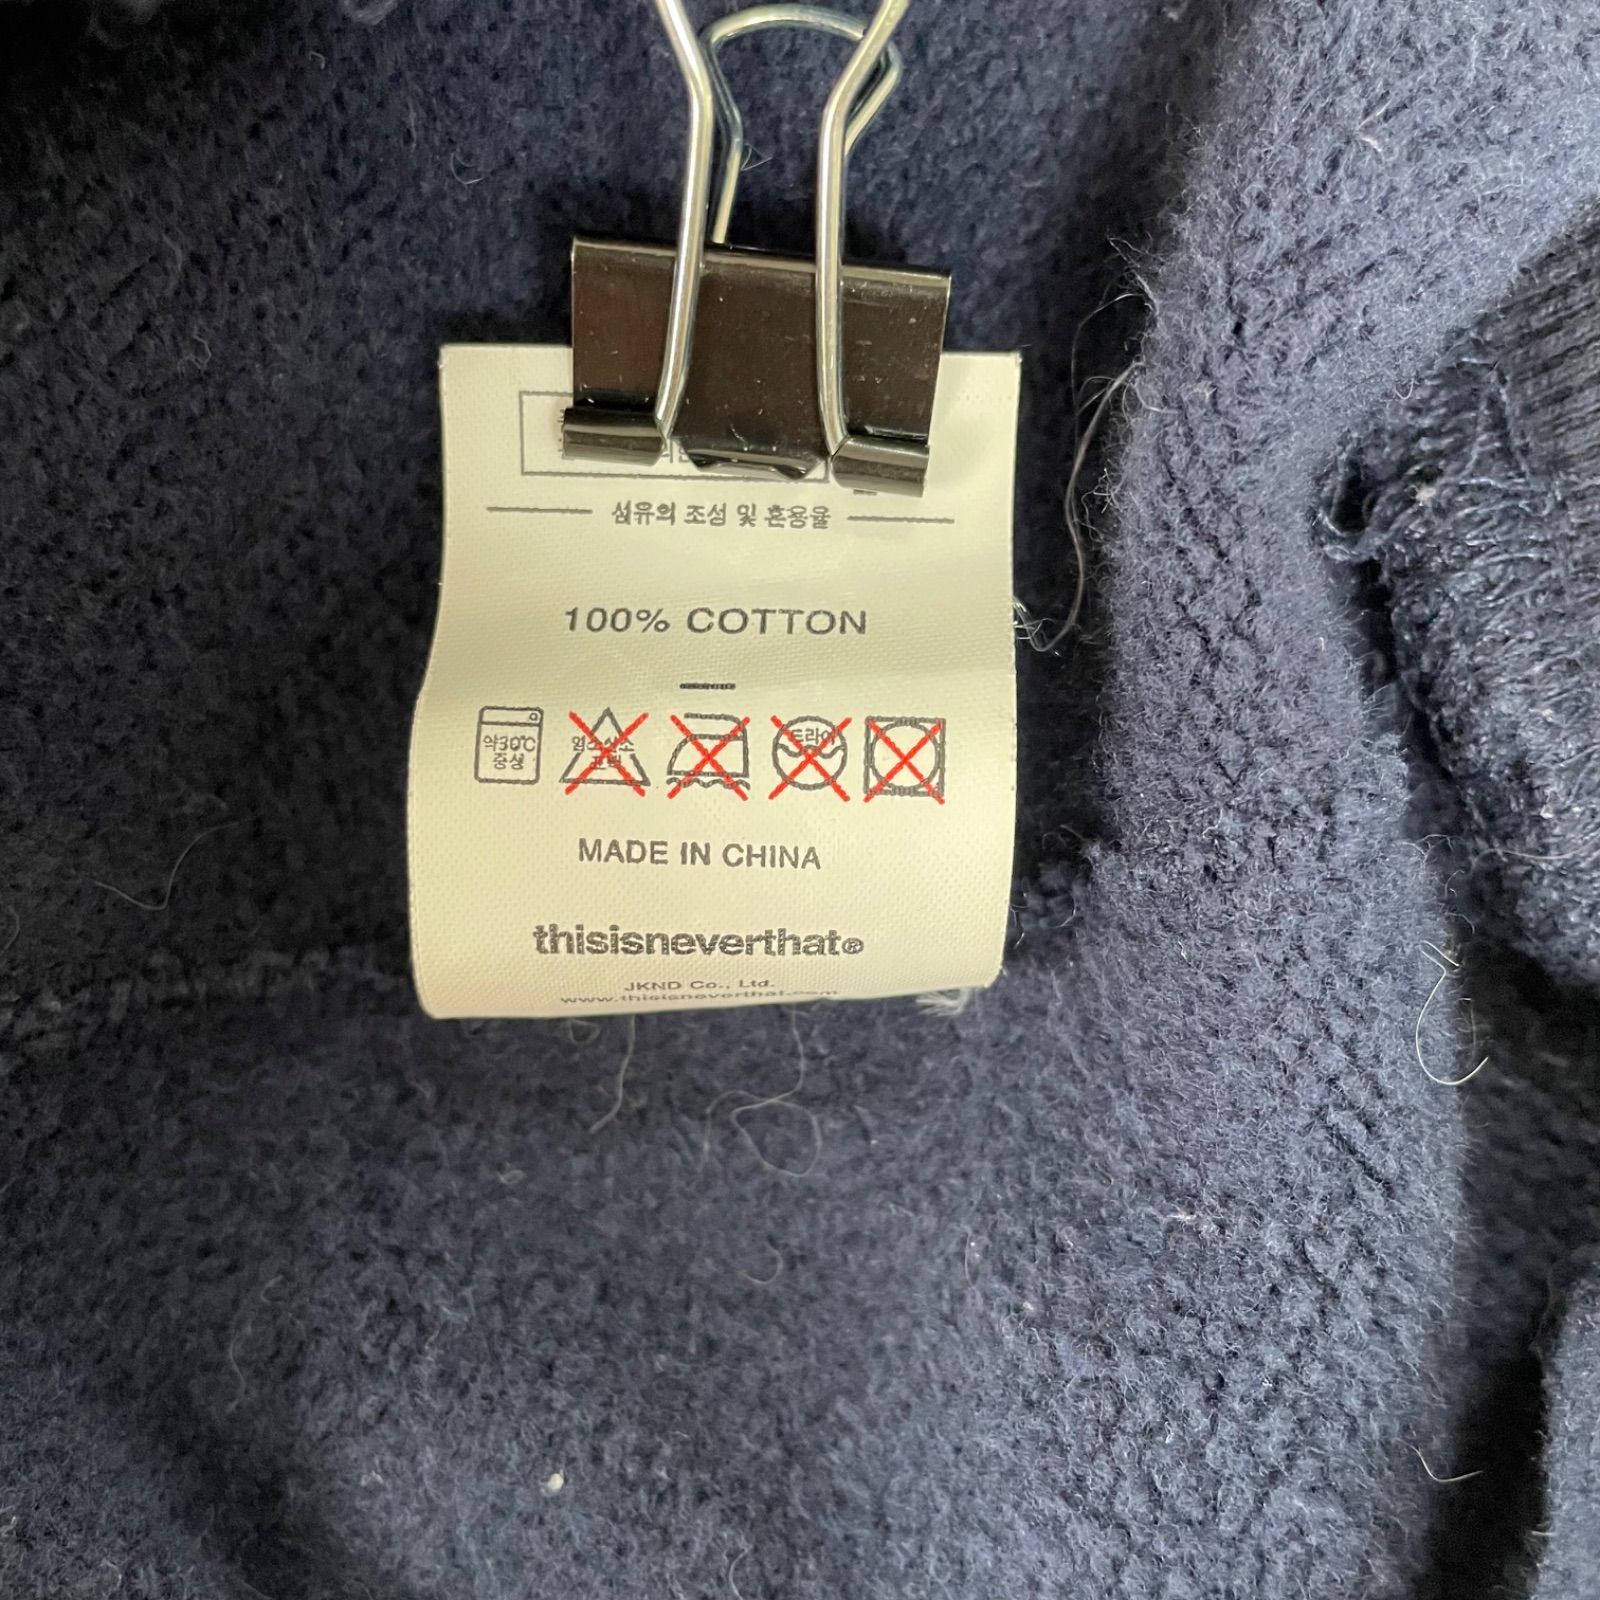 섬유의 조성 및 혼용율
100% COTTON
약30℃
중성
염소산소
표백
드라이
MADE IN CHINA
thisisneverthat®
JKND Co., Ltd.
www.thisisneverthat.com